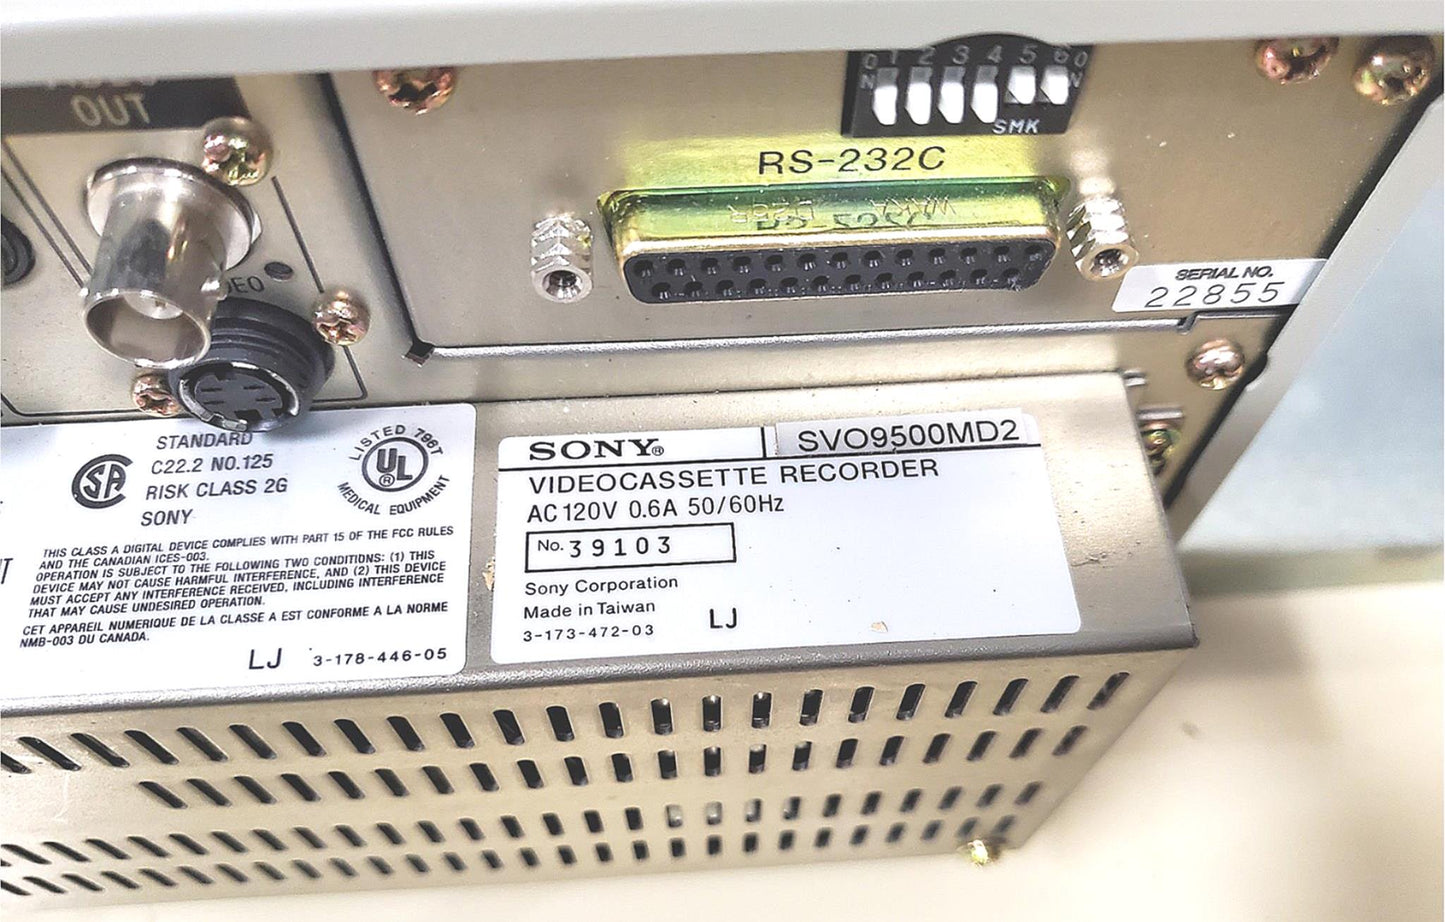 OUT
O
N
1 2 3 4 5 6
O
N
SMK
RS-232C
SERIAL NO.
22855
STANDARD
C22.2 NO.125
RISK CLASS 2G
SONY
SA
LISTED 796T
UL
®
MEDICAL EQUIPMENT
THIS CLASS A DIGITAL DEVICE COMPLIES WITH PART 15 OF THE FCC RULES
AND THE CANADIAN ICES-003.
OPERATION IS SUBJECT TO THE FOLLOWING TWO CONDITIONS: (1) THIS
DEVICE MAY NOT CAUSE HARMFUL INTERFERENCE, AND (2) THIS DEVICE
MUST ACCEPT ANY INTERFERENCE RECEIVED, INCLUDING INTERFERENCE
THAT MAY CAUSE UNDESIRED OPERATION.
CET APPAREIL NUMERIQUE DE LA CLASSE A EST CONFORME A LA NORME
NMB-003 DU CANADA.
LJ 3-178-446-05
SONY® SVO9500MD2
VIDEOCASSETTE RECORDER
AC 120V 0.6A 50/60Hz
No. 39103
Sony Corporation
Made in Taiwan
3-173-472-03 LJ